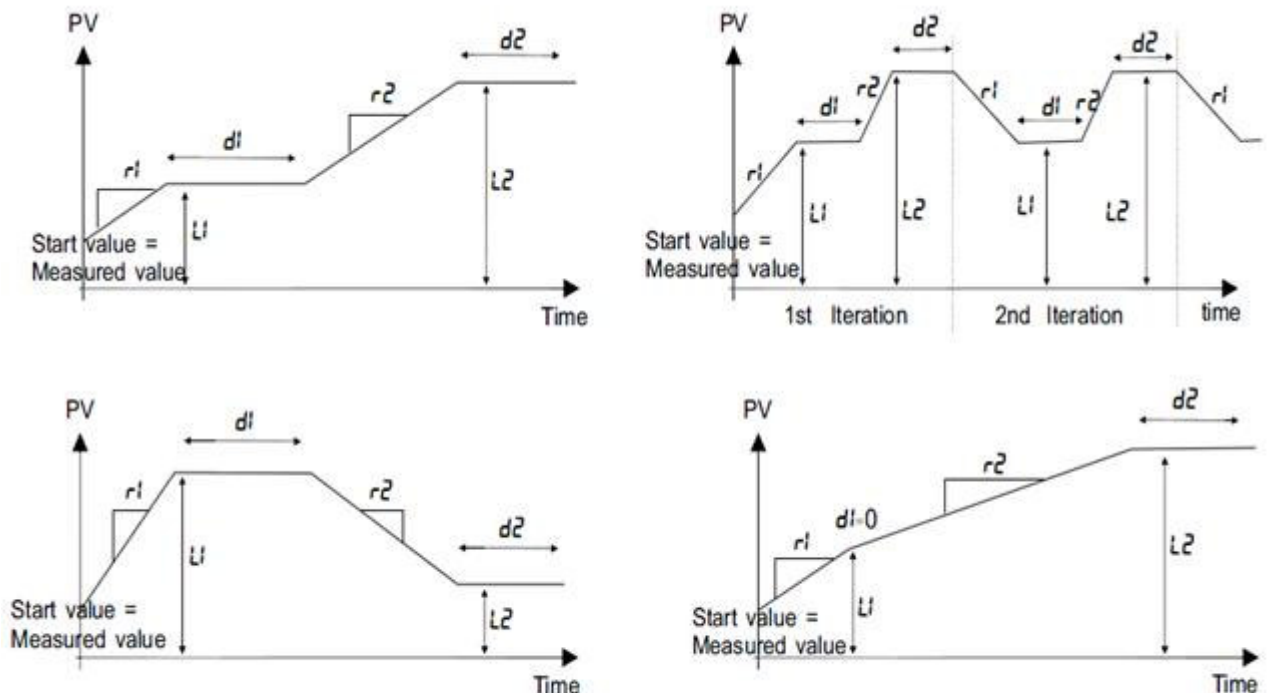 PV
d2
r2
d1
r1
L2
L1
Start value =
Measured value
Time
PV
d2
d2
r2
r1
d1
d1
r2
r1
r1
L1
L2
L1
L2
Start value =
Measured value
1st Iteration
2nd Iteration
time
PV
d1
r1
r2
d2
L1
Start value =
L2
Measured value
Time
PV
d2
r2
d1=0
r1
L2
L1
Start value =
Measured value
Time